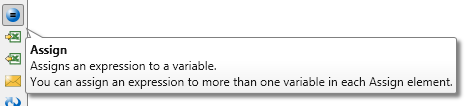 Assign
Assigns an expression to a variable.
You can assign an expression to more than one variable in each Assign element.